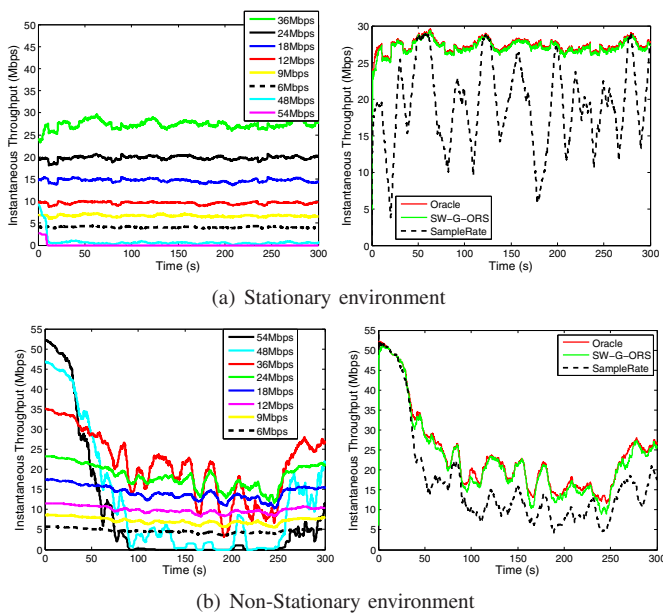 Instantaneous Throughput (Mbps)
50
45
40
35
30
25
20
15
10
5
0
0 50 100 150 200 250 300
Time (s)
36Mbps
24Mbps
18Mbps
12Mbps
9Mbps
6Mbps
48Mbps
54Mbps
Instantaneous Throughput (Mbps)
30
25
20
15
10
5
0
0 50 100 150 200 250 300
Time (s)
Oracle
SW-G-ORS
SampleRate
(a) Stationary environment
Instantaneous Throughput (Mbps)
55
50
45
40
35
30
25
20
15
10
5
0
0 50 100 150 200 250 300
Time (s)
54Mbps
48Mbps
36Mbps
24Mbps
18Mbps
12Mbps
9Mbps
6Mbps
Instantaneous Throughput (Mbps)
55
50
45
40
35
30
25
20
15
10
5
0
0 50 100 150 200 250 300
Time (s)
Oracle
SW-G-ORS
SampleRate
(b) Non-Stationary environment